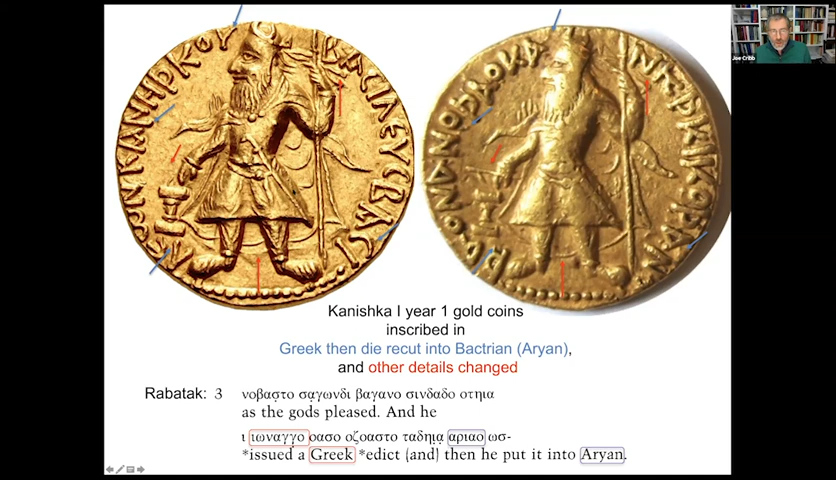 Joe Cribb
ΒΑCΙΛΕΥCΒΑCΙ
ΛΕωΝΚΑΝΗϷΚΟΥ
Kanishka I year 1 gold coins
inscribed in
Greek then die recut into Bactrian (Aryan),
and other details changed
Rabatak: 3 νοβαστο σαγωνδι βαγανο σινδαδο οτηια
as the gods pleased. And he
ι ιωναγγο οασο οζοαστο ταδηια αριαο ωσ-
*issued a Greek *edict (and) then he put it into Aryan.